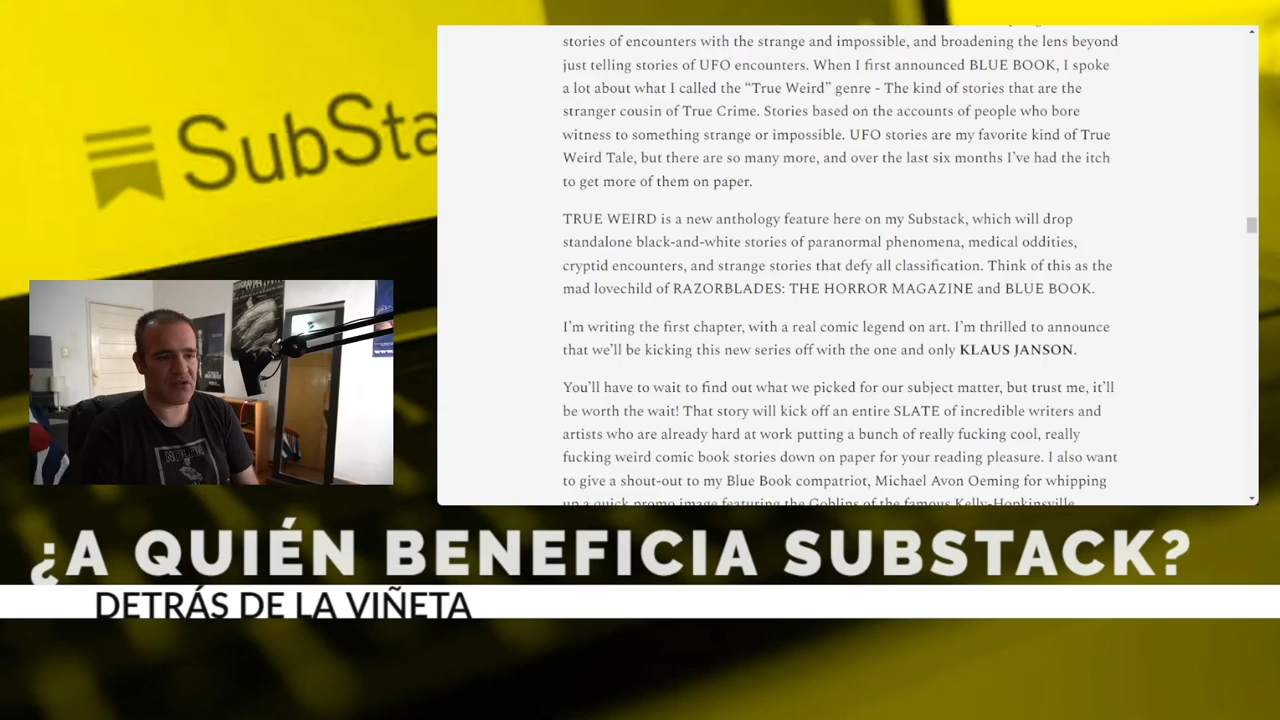 SubSta
stories of encounters with the strange and impossible, and broadening the lens beyond
just telling stories of UFO encounters. When I first announced BLUE BOOK, I spoke
a lot about what I called the “True Weird” genre - The kind of stories that are the
stranger cousin of True Crime. Stories based on the accounts of people who bore
witness to something strange or impossible. UFO stories are my favorite kind of True
Weird Tale, but there are so many more, and over the last six months I’ve had the itch
to get more of them on paper.
TRUE WEIRD is a new anthology feature here on my Substack, which will drop
standalone black-and-white stories of paranormal phenomena, medical oddities,
cryptid encounters, and strange stories that defy all classification. Think of this as the
mad lovechild of RAZORBLADES: THE HORROR MAGAZINE and BLUE BOOK.
I’m writing the first chapter, with a real comic legend on art. I’m thrilled to announce
that we’ll be kicking this new series off with the one and only KLAUS JANSON.
You’ll have to wait to find out what we picked for our subject matter, but trust me, it’ll
be worth the wait! That story will kick off an entire SLATE of incredible writers and
artists who are already hard at work putting a bunch of really fucking cool, really
fucking weird comic book stories down on paper for your reading pleasure. I also want
to give a shout-out to my Blue Book compatriot, Michael Avon Oeming for whipping
up a quick promo image featuring the Goblins of the famous Kelly-Hopkinsville
¿A QUIÉN BENEFICIA SUBSTACK?
DETRÁS DE LA VIÑETA